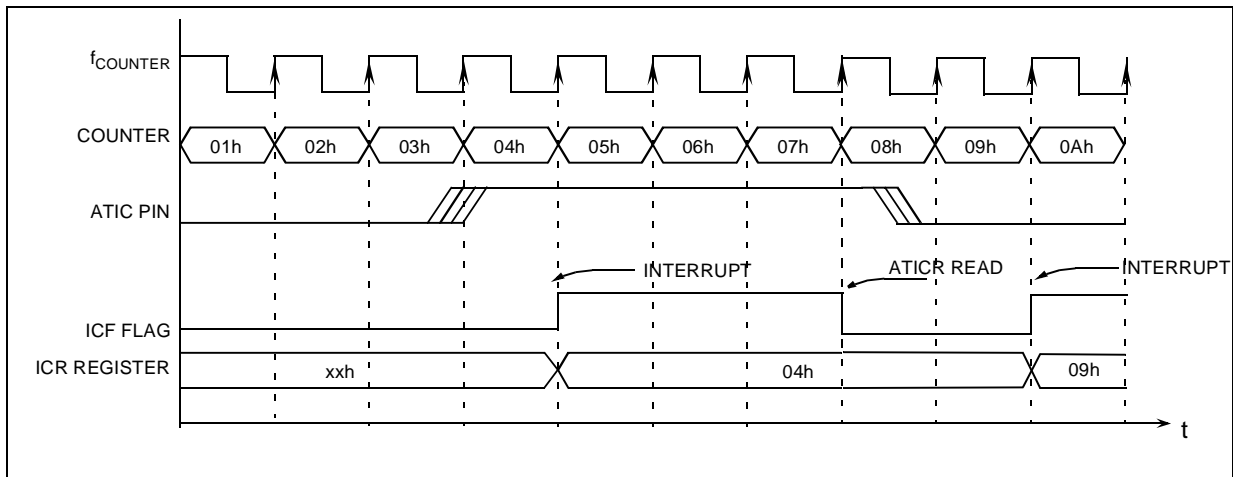 fCOUNTER
COUNTER 01h 02h 03h 04h 05h 06h 07h 08h 09h 0Ah
ATIC PIN
INTERRUPT ATICR READ INTERRUPT
ICF FLAG
ICR REGISTER xxh 04h 09h
t